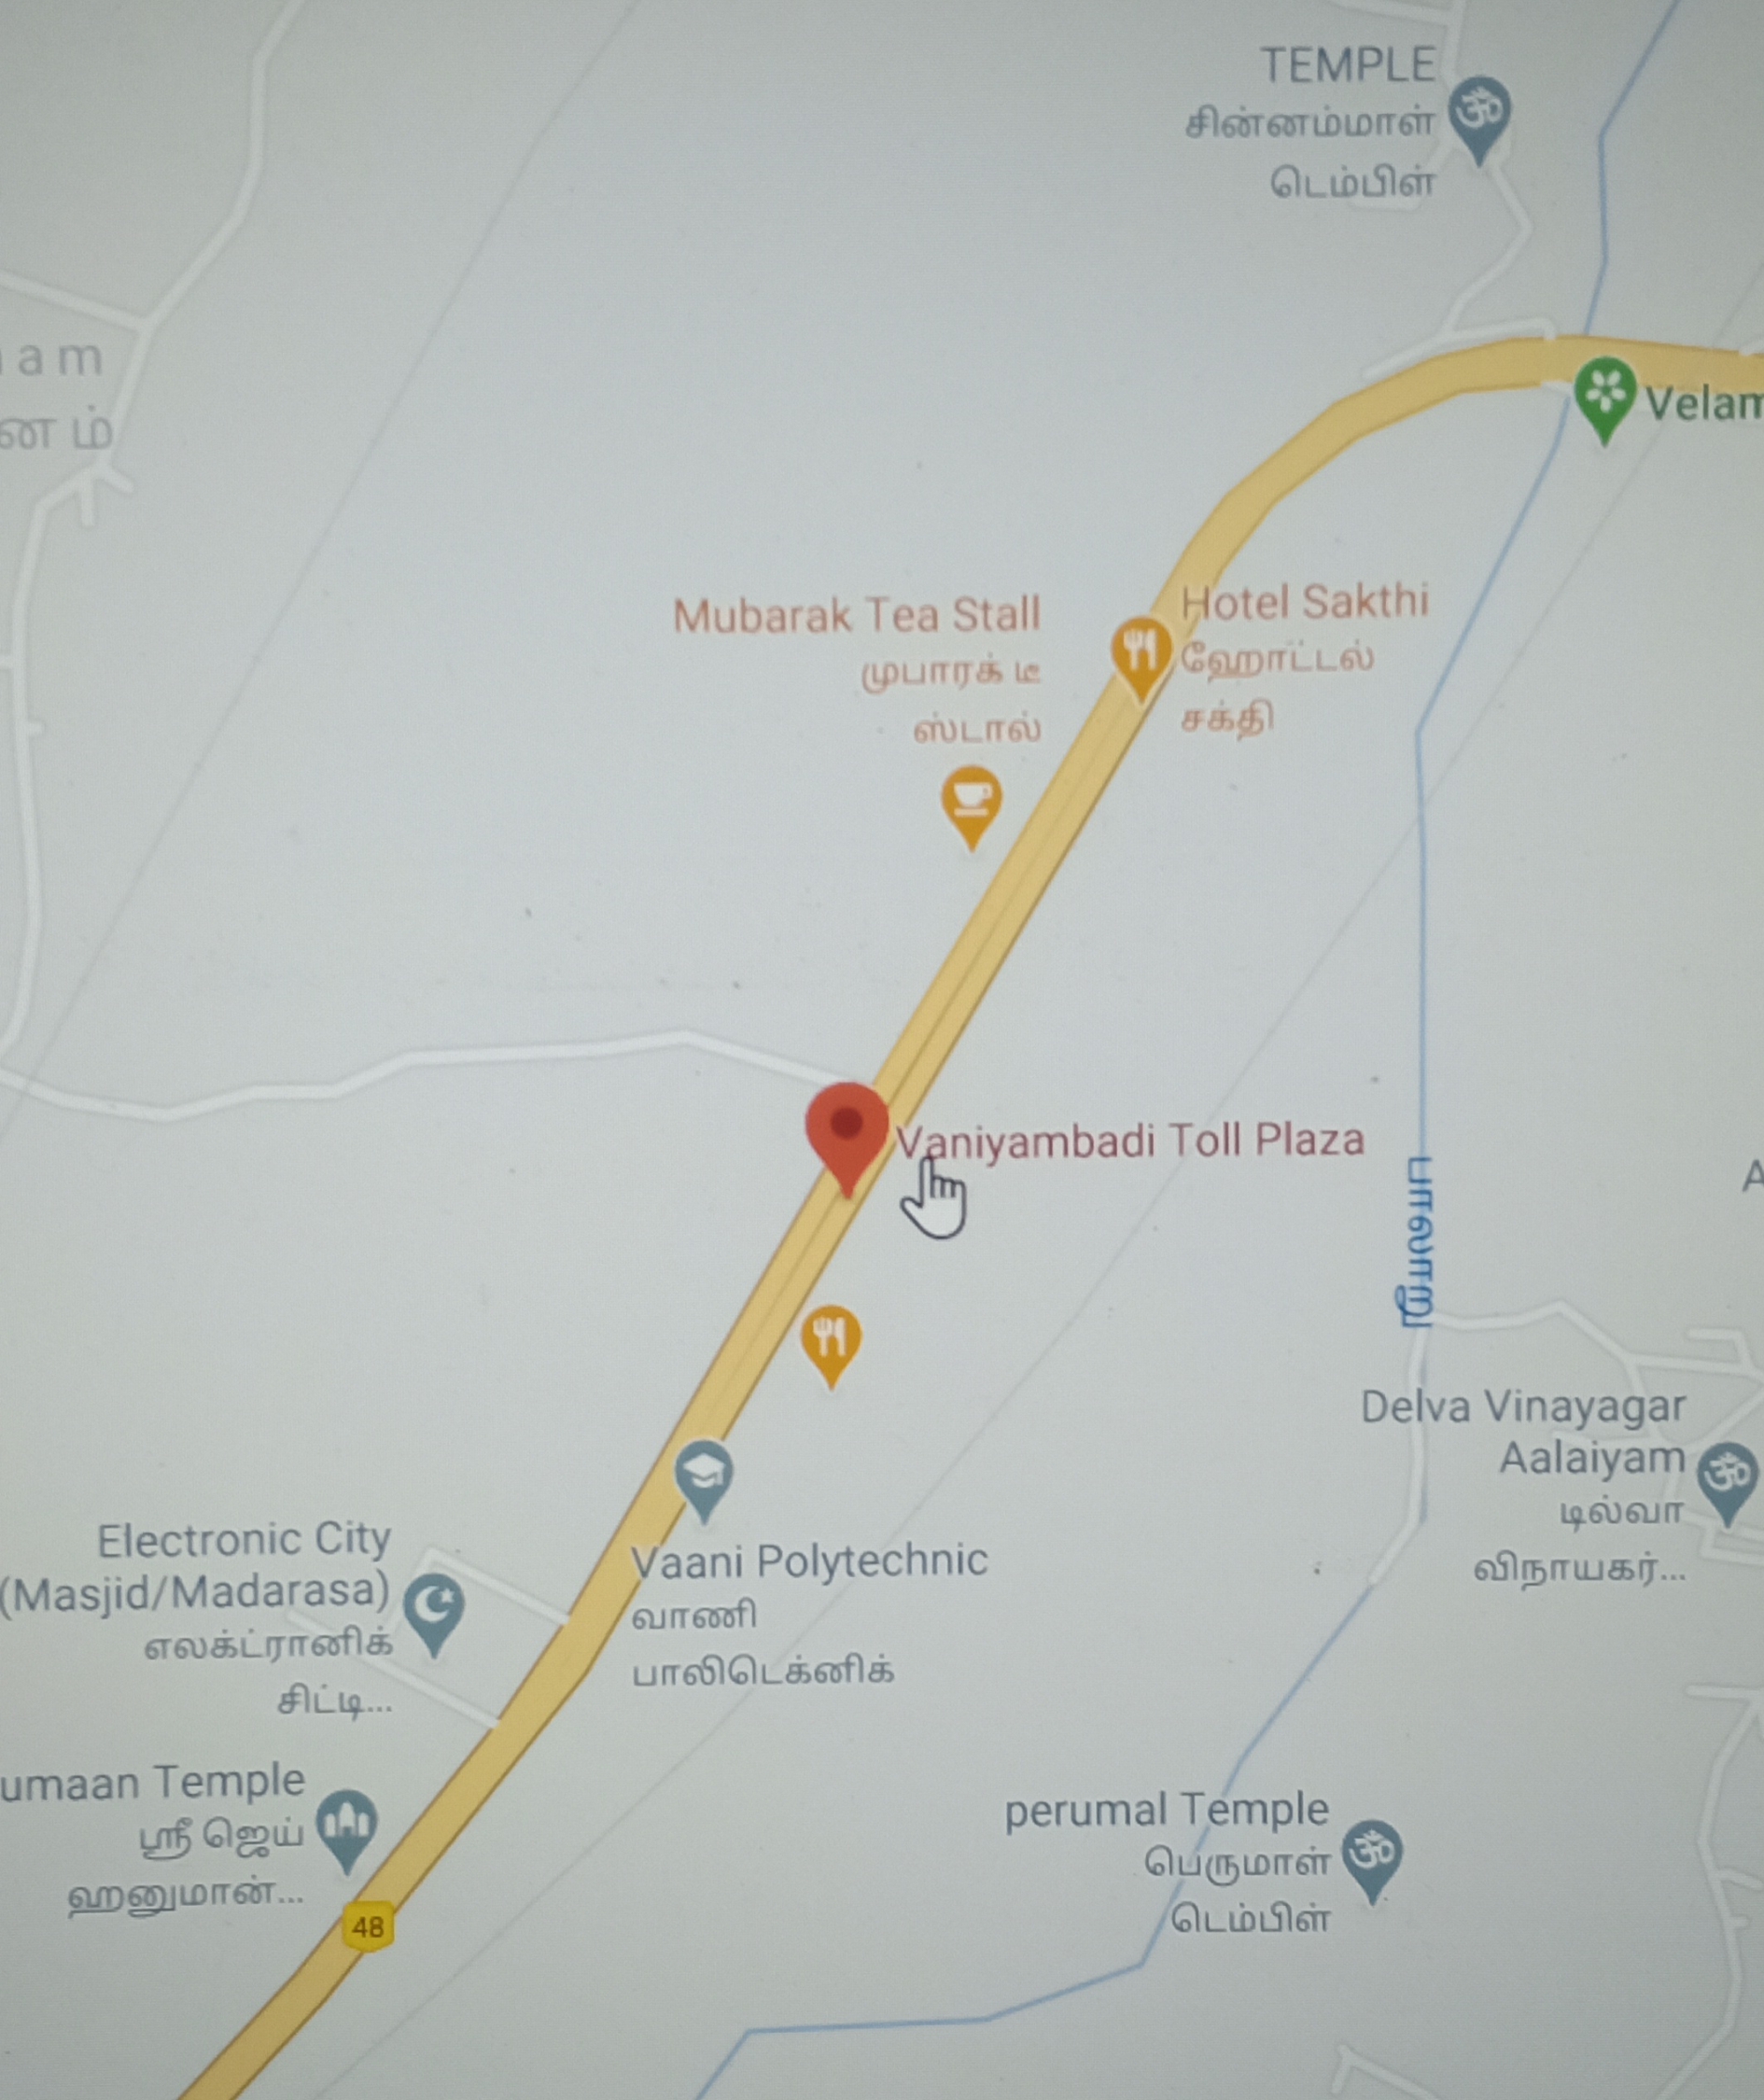 TEMPLE
சின்னம்மாள்
டெம்பிள்
am
னம்
Velam
Mubarak Tea Stall
முபாரக் டீ
ஸ்டால்
Hotel Sakthi
ஹோட்டல்
சக்தி
Vaniyambadi Toll Plaza
பாலாறு
A
Delva Vinayagar
Aalaiyam
டில்வா
விநாயகர்...
Electronic City
(Masjid/Madarasa)
எலக்ட்ரானிக்
சிட்டி...
Vaani Polytechnic
வாணி
பாலிடெக்னிக்
umaan Temple
ஸ்ரீ ஜெய்
ஹனுமான்...
perumal Temple
பெருமாள்
டெம்பிள்
48